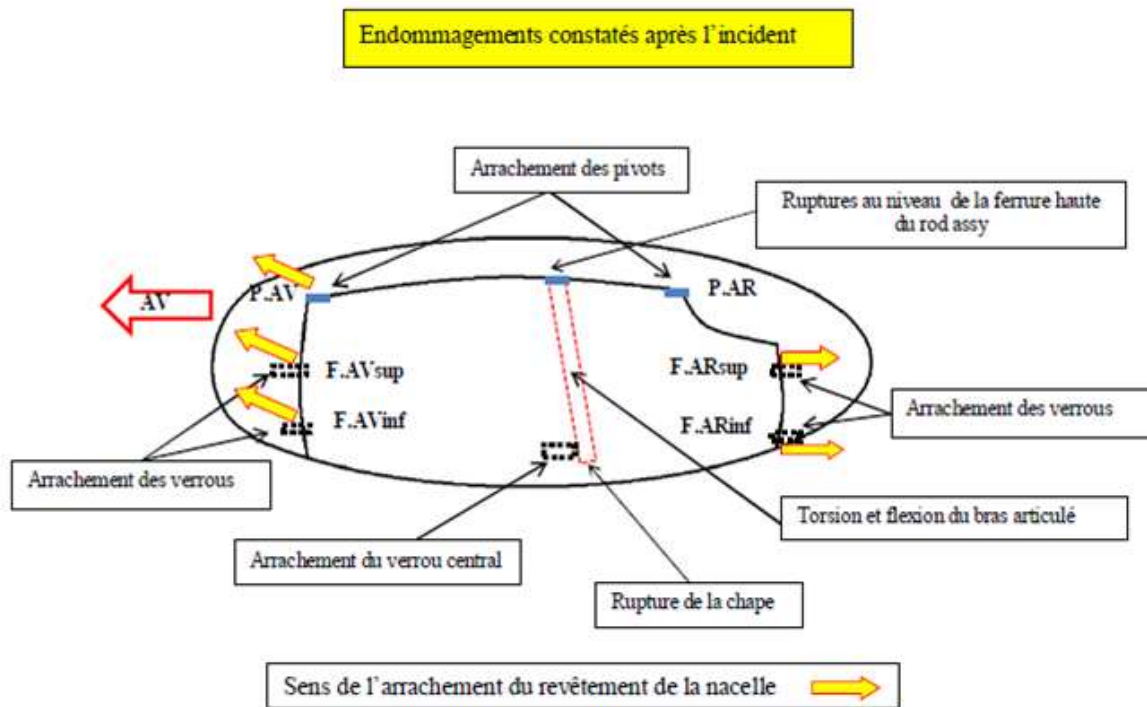 Endommagements constatés après l'incident
Arrachement des pivots
Ruptures au niveau de la ferrure haute
du rod assy
AV
P.AV
P.AR
F.AVsup
F.ARsup
F.AVinf
F.ARinf
Arrachement des verrous
Arrachement des verrous
Torsion et flexion du bras articulé
Arrachement du verrou central
Rupture de la chape
Sens de l'arrachement du revêtement de la nacelle